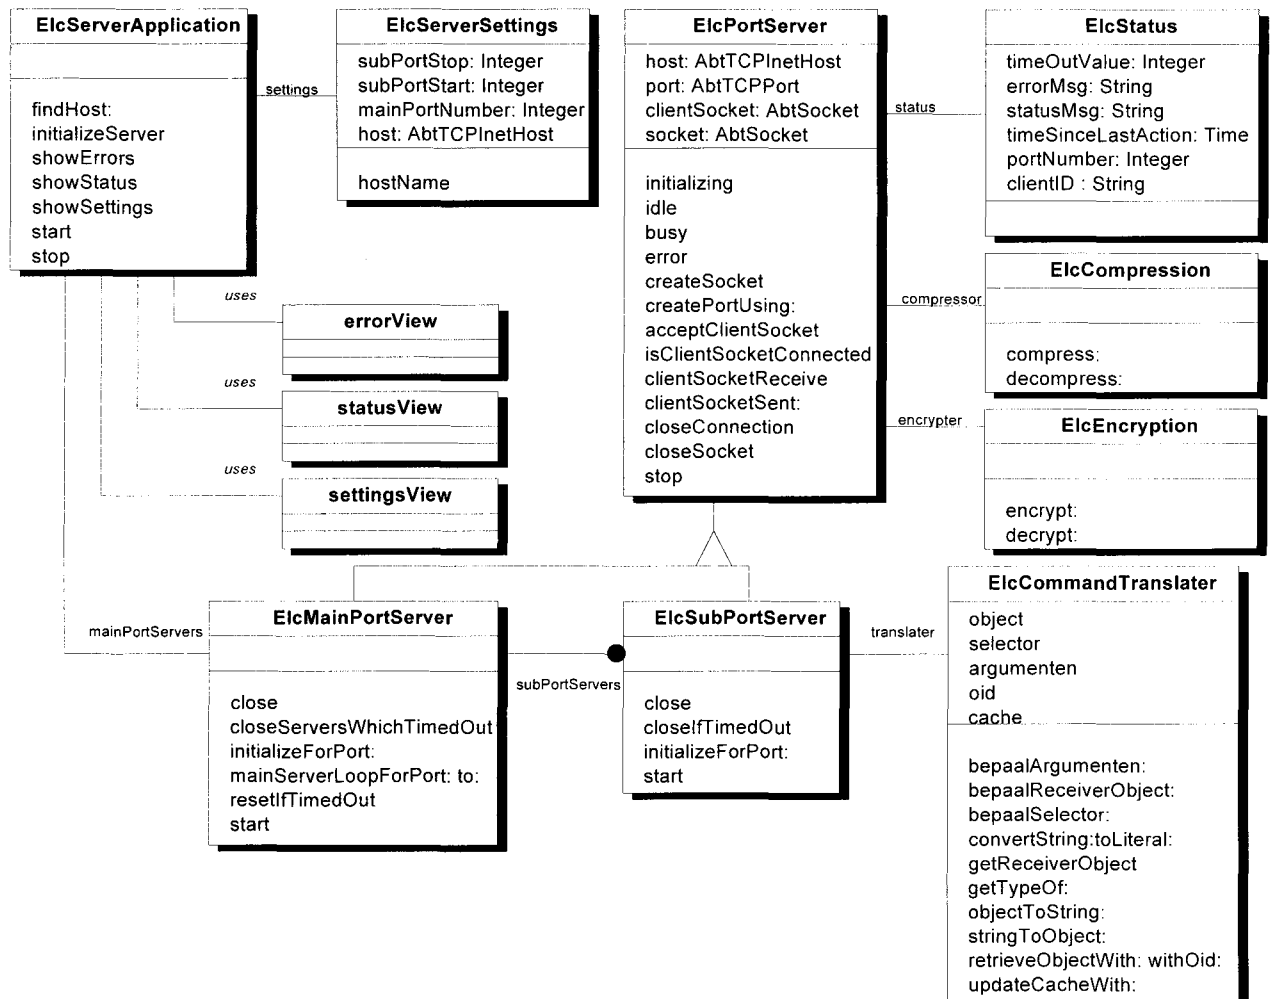 ElcServerApplication
findHost:
initializeServer
showErrors
showStatus
showSettings
start
stop
settings
ElcServerSettings
subPortStop: Integer
subPortStart: Integer
mainPortNumber: Integer
host: AbtTCPInetHost
hostName
ElcPortServer
host: AbtTCPInetHost
port: AbtTCPPort
clientSocket: AbtSocket
socket: AbtSocket
initializing
idle
busy
error
createSocket
createPortUsing:
acceptClientSocket
isClientSocketConnected
clientSocketReceive
clientSocketSent:
closeConnection
closeSocket
stop
status
ElcStatus
timeOutValue: Integer
errorMsg: String
statusMsg: String
timeSinceLastAction: Time
portNumber: Integer
clientID : String
compressor
ElcCompression
compress:
decompress:
encrypter
ElcEncryption
encrypt:
decrypt:
uses
errorView
uses
statusView
uses
settingsView
mainPortServers
ElcMainPortServer
close
closeServersWhichTimedOut
initializeForPort:
mainServerLoopForPort: to:
resetIfTimedOut
start
subPortServers
ElcSubPortServer
close
closeIfTimedOut
initializeForPort:
start
translater
ElcCommandTranslater
object
selector
argumenten
oid
cache
bepaalArgumenten:
bepaalReceiverObject:
bepaalSelector:
convertString:toLiteral:
getReceiverObject
getTypeOf:
objectToString:
stringToObject:
retrieveObjectWith: withOid:
updateCacheWith: